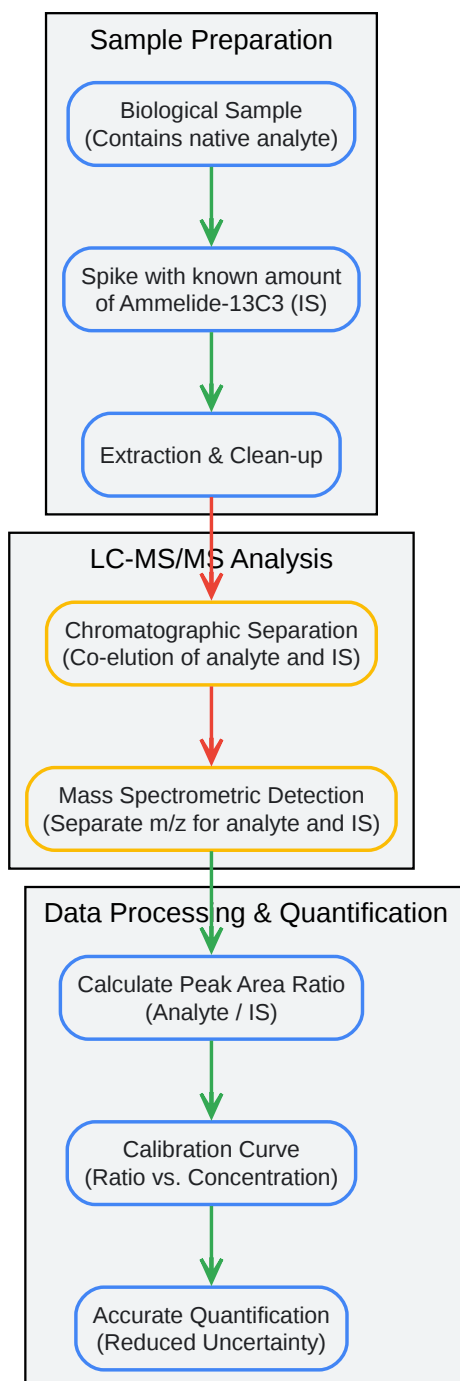 Sample Preparation
Biological Sample
(Contains native analyte)
Spike with known amount
of Ammelide-13C3 (IS)
Extraction & Clean-up
LC-MS/MS Analysis
Chromatographic Separation
(Co-elution of analyte and IS)
Mass Spectrometric Detection
(Separate m/z for analyte and IS)
Data Processing & Quantification
Calculate Peak Area Ratio
(Analyte / IS)
Calibration Curve
(Ratio vs. Concentration)
Accurate Quantification
(Reduced Uncertainty)